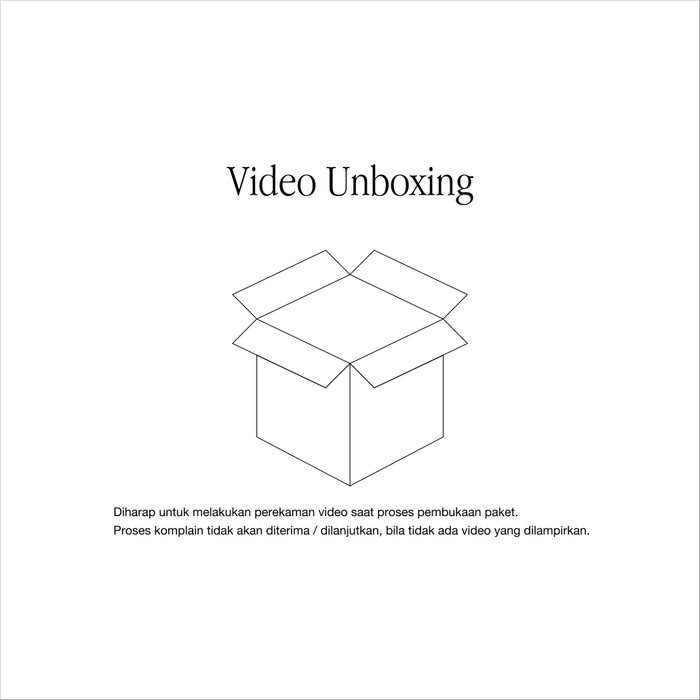 Video Unboxing
Diharap untuk melakukan perekaman video saat proses pembukaan paket.
Proses komplain tidak akan diterima / dilanjutkan, bila tidak ada video yang dilampirkan.